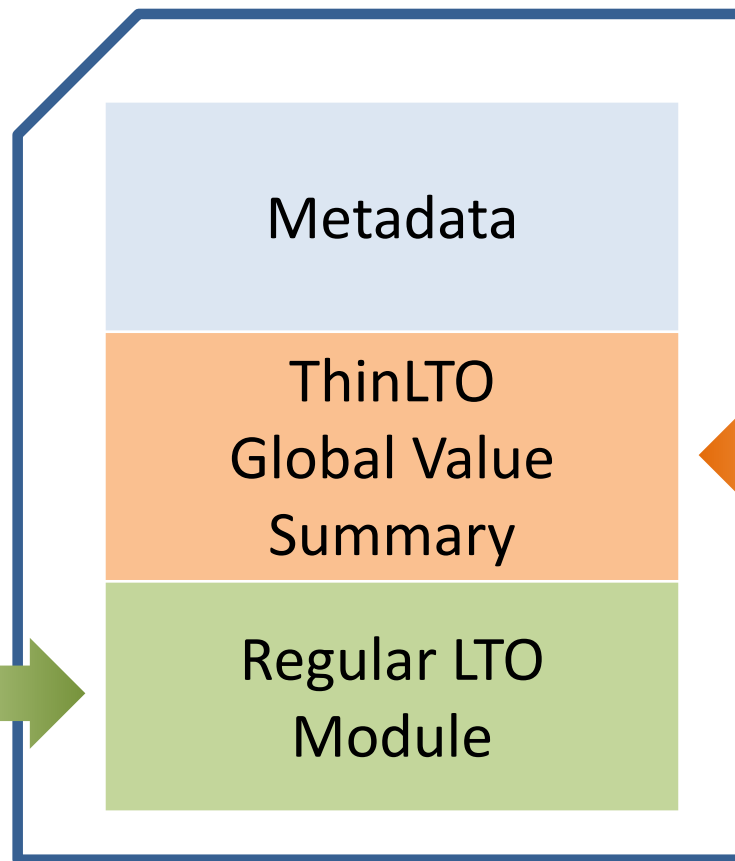 Metadata
ThinLTO
Global Value
Summary
Regular LTO
Module